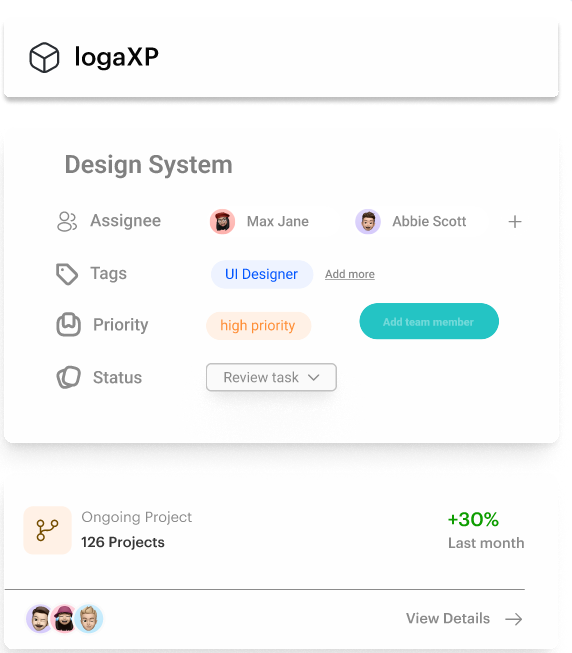 logaXP
Design System
Assignee Max Jane Abbie Scott
Tags UI Designer Add more
Priority high priority Add team member
Status Review task
Ongoing Project +30%
126 Projects Last month
View Details